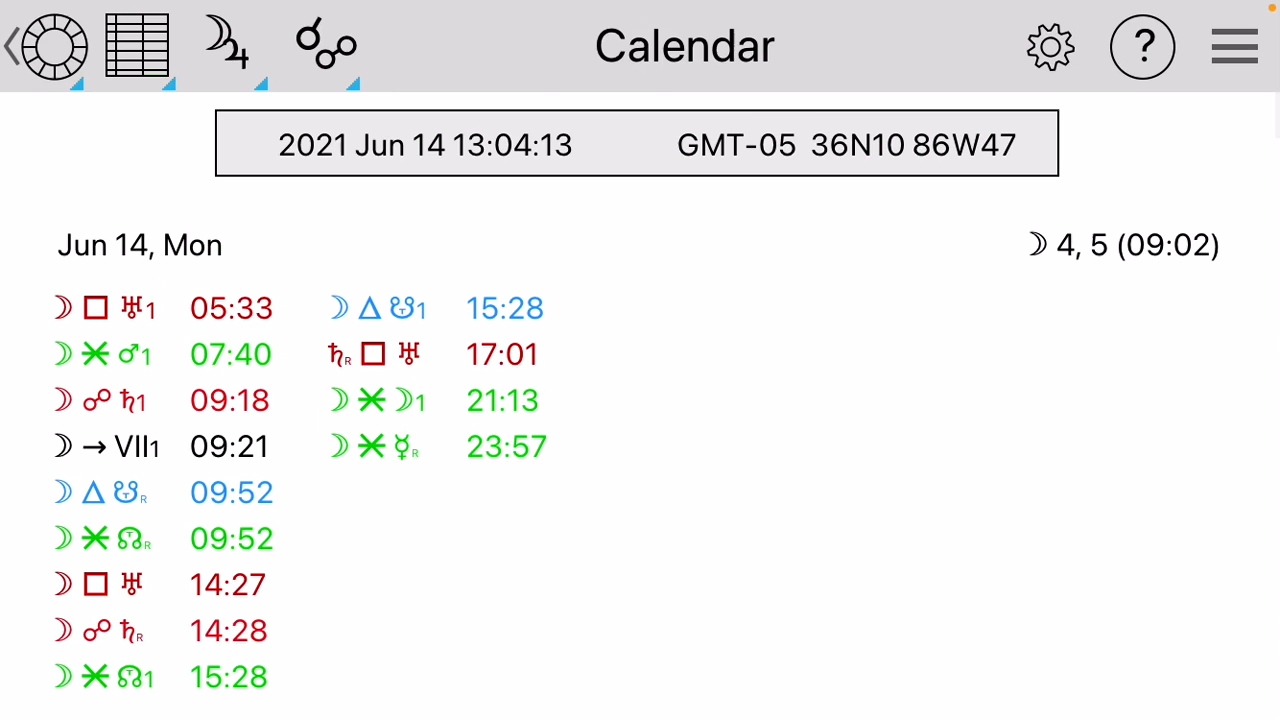 Calendar
?
2021 Jun 14 13:04:13 GMT-05 36N10 86W47
Jun 14, Mon
☽ 4, 5 (09:02)
☽ □ ♅1 05:33
☽ ⚹ ♂1 07:40
☽ ☍ ♄1 09:18
☽ → VII1 09:21
☽ △ ☋R 09:52
☽ ⚹ ☊R 09:52
☽ □ ♅ 14:27
☽ ☍ ♄R 14:28
☽ ⚹ ☊1 15:28
☽ △ ☋1 15:28
♄R □ ♅ 17:01
☽ ⚹ ☽1 21:13
☽ ⚹ ☿R 23:57